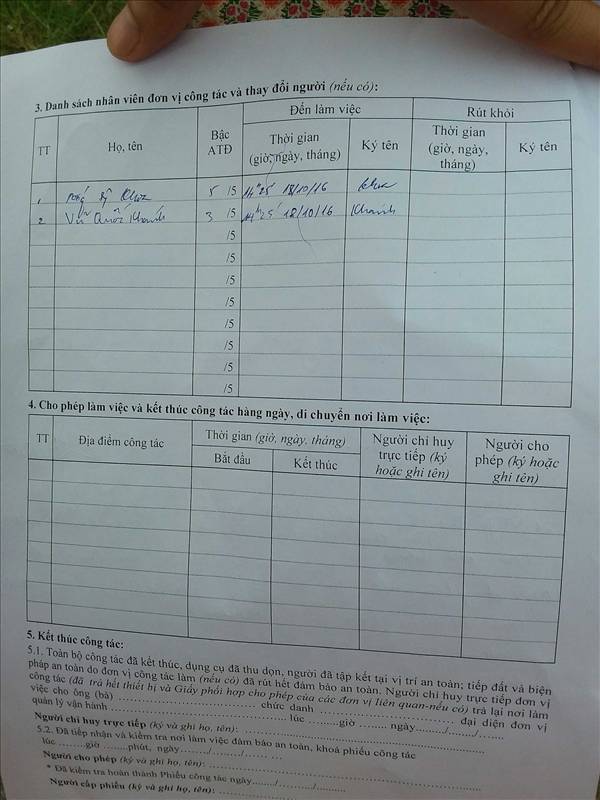 3. Danh sách nhân viên đơn vị công tác và thay đổi người (nếu có):
TT Họ, tên Bậc ATĐ Đến làm việc Rút khỏi
Thời gian (giờ, ngày, tháng) Ký tên Thời gian (giờ, ngày, tháng) Ký tên
1 Sỹ Khoa 5 /5 14h25 18/10/16 Khoa
2 Vũ Quốc Khánh 3 /5 14h25' 18/10/16 Khánh
/5
/5
/5
/5
/5
/5
/5
/5
4. Cho phép làm việc và kết thúc công tác hàng ngày, di chuyển nơi làm việc:
TT Địa điểm công tác Thời gian (giờ, ngày, tháng) Người chỉ huy trực tiếp (ký hoặc ghi tên) Người cho phép (ký hoặc ghi tên)
Bắt đầu Kết thúc
5. Kết thúc công tác:
5.1. Toàn bộ công tác đã kết thúc, dụng cụ đã thu dọn, người đã tập kết tại vị trí an toàn; tiếp đất và biện
pháp an toàn do đơn vị công tác làm (nếu có) đã rút hết đảm bảo an toàn. Người chỉ huy trực tiếp đơn vị
công tác (đã trả hết thiết bị và Giấy phối hợp cho phép của các đơn vị liên quan-nếu có) trả lại nơi làm
việc cho ông (bà) ........................ chức danh ........................ đại diện đơn vị
quản lý vận hành ........................ lúc ........giờ ........ ngày......../......../........
Người chỉ huy trực tiếp (ký và ghi họ, tên): ........................
5.2. Đã tiếp nhận và kiểm tra nơi làm việc đảm bảo an toàn, khoá phiếu công tác
lúc ........giờ ........phút, ngày ......../......../........
Người cho phép (ký và ghi họ, tên): ........................
* Đã kiểm tra hoàn thành Phiếu công tác ngày......../......../........
Người cấp phiếu (ký và ghi họ, tên): ........................